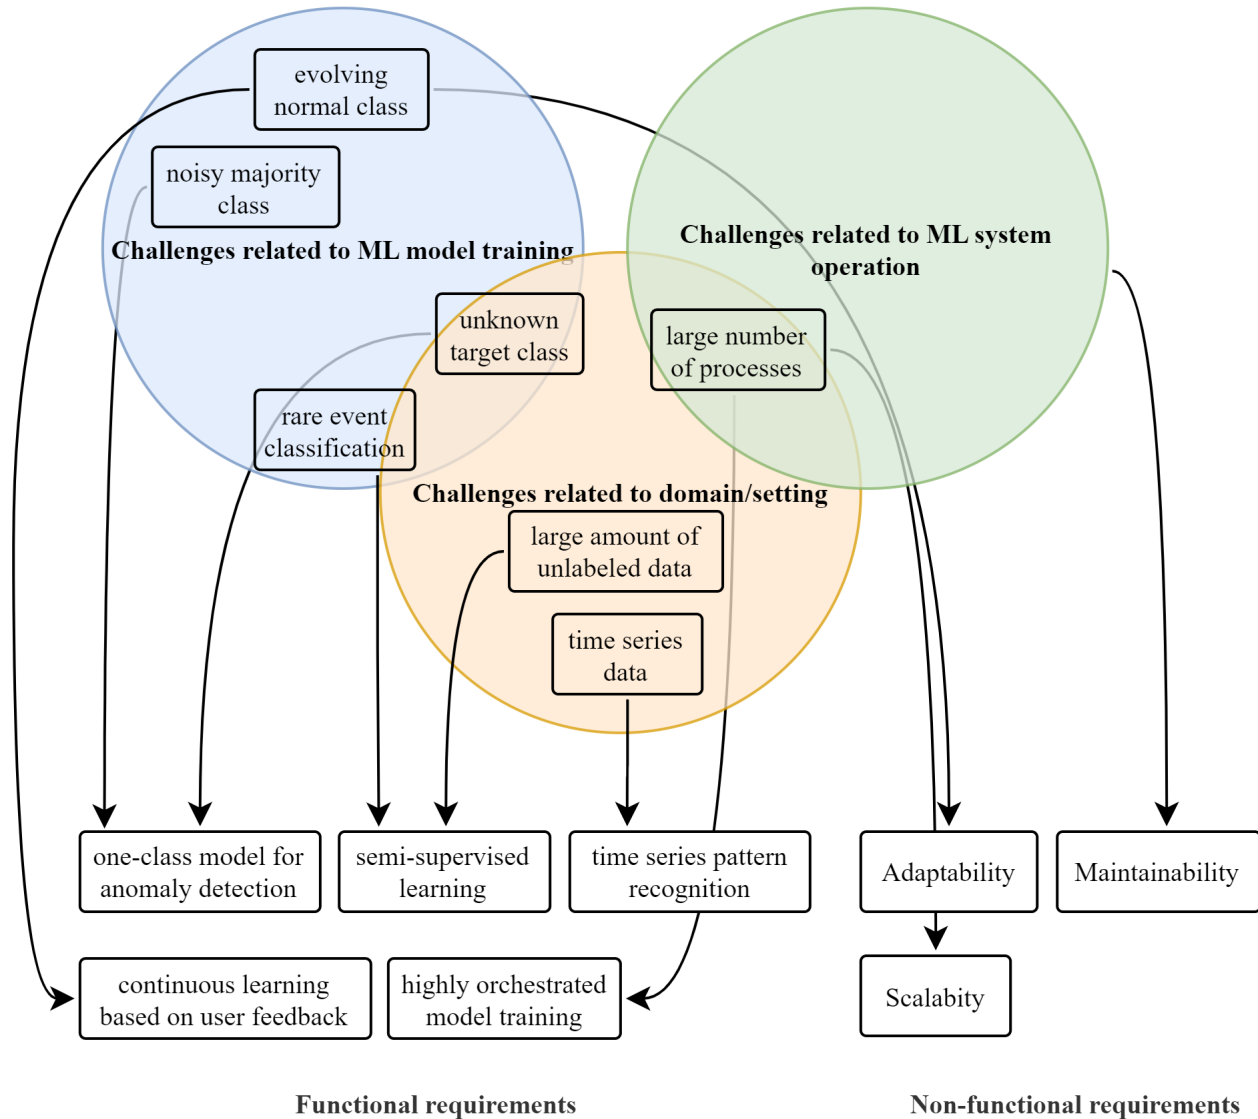 evolving
normal class
noisy majority
class
Challenges related to ML model training
Challenges related to ML system
operation
unknown
target class
large number
of processes
rare event
classification
Challenges related to domain/setting
large amount of
unlabeled data
time series
data
one-class model for
anomaly detection
semi-supervised
learning
time series pattern
recognition
Adaptability
Maintainability
continuous learning
based on user feedback
highly orchestrated
model training
Scalabity
Functional requirements
Non-functional requirements